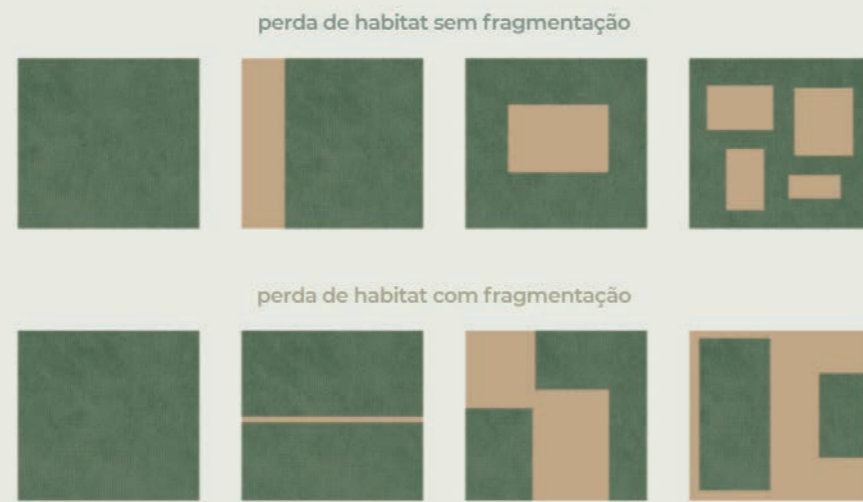 perda de habitat sem fragmentação
perda de habitat com fragmentação